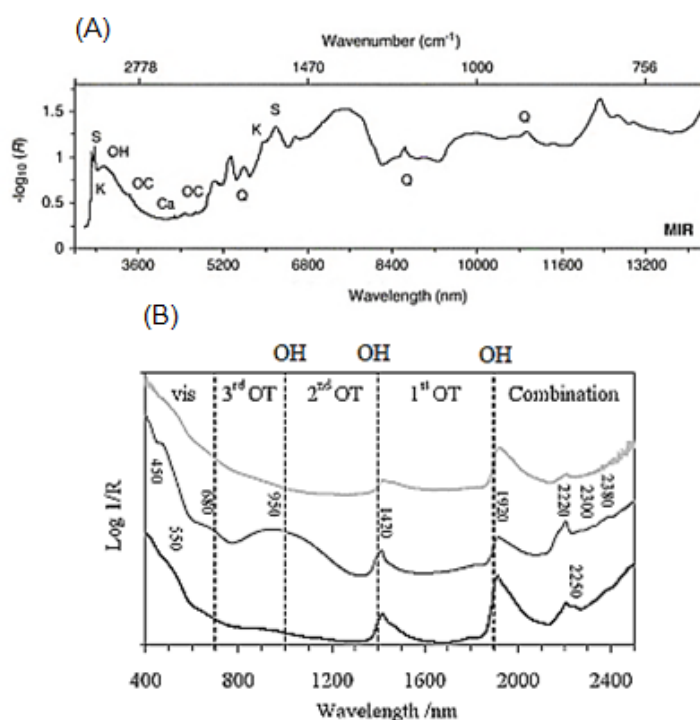 (A)
Wavenumber (cm⁻¹)
2778 1470 1000 756
-log₁₀ (R)
1.5
1
0.5
0
S
OH
K
OC
Ca
OC
Q
K
S
Q
Q
MIR
3600 5200 6800 8400 10000 11600 13200
Wavelength (nm)
(B)
OH OH OH
vis 3rd OT 2nd OT 1st OT Combination
Log 1/R
450
550
680
950
1420
1920
2220
2250
2300
2380
400 800 1200 1600 2000 2400
Wavelength /nm